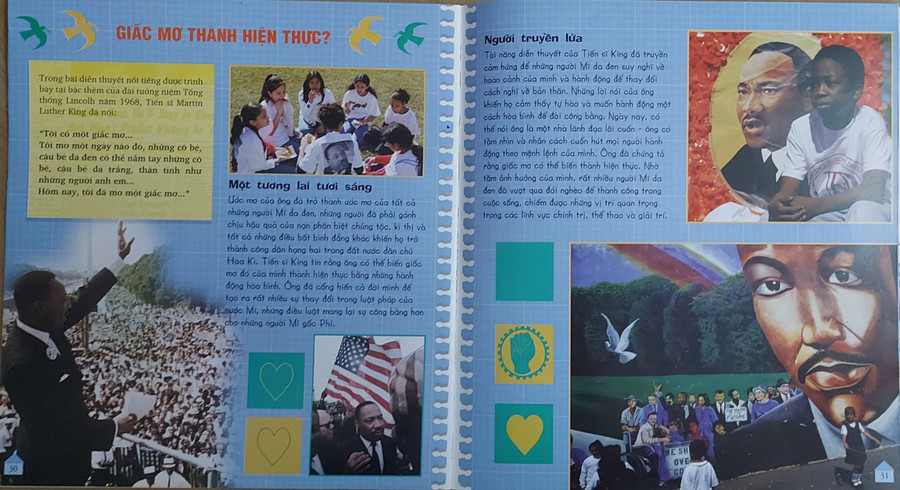 GIẤC MƠ THÀNH HIỆN THỰC?
Trong bài diễn thuyết nổi tiếng được trình
bày tại bậc thềm của đài tưởng niệm Tổng
thống Lincoln năm 1968, Tiến sĩ Martin
Luther King đã nói:
"Tôi có một giấc mơ...
Tôi mơ một ngày nào đó, những cô bé,
cậu bé da đen có thể nắm tay những cô
bé, cậu bé da trắng, thân tình như
những người anh em..."
Hôm nay, tôi đã mơ một giấc mơ..."
Một tương lai tươi sáng
Ước mơ của ông đã trở thành ước mơ của tất cả
những người Mĩ da đen, những người đã phải gánh
chịu hậu quả của nạn phân biệt chủng tộc, kì thị và
tất cả những điều bất bình đẳng khác khiến họ trở
thành công dân hạng hai trong đất nước dân chủ
Hoa Kì. Tiến sĩ King tin rằng ông có thể biến giấc
mơ đó của mình thành hiện thực bằng những hành
động hòa bình. Ông đã cống hiến cả đời mình để
tạo ra rất nhiều sự thay đổi trong luật pháp của
nước Mĩ, những điều luật mang lại sự công bằng hơn
cho những người Mĩ gốc Phi.
30
Người truyền lửa
Tài năng diễn thuyết của Tiến sĩ King đã truyền
cảm hứng để những người Mĩ da đen suy nghĩ về
hoàn cảnh của mình và hành động để thay đổi
cách nghĩ về bản thân. Những lời nói của ông
khiến họ cảm thấy tự hào và muốn hành động một
cách hòa bình để đòi công bằng. Ngày nay, có
thể nói ông là một nhà lãnh đạo lôi cuốn - ông có
tầm nhìn và nhân cách cuốn hút mọi người hành
động theo mệnh lệnh của mình. Ông đã chứng tỏ
rằng giấc mơ có thể biến thành hiện thực. Nhờ
tầm ảnh hưởng của mình, rất nhiều người Mĩ da
đen đã vượt qua đói nghèo để thành công trong
cuộc sống, chiếm được những vị trí quan trọng
trong các lĩnh vực chính trị, thể thao và giải trí.
WE SHALL
OVER
31